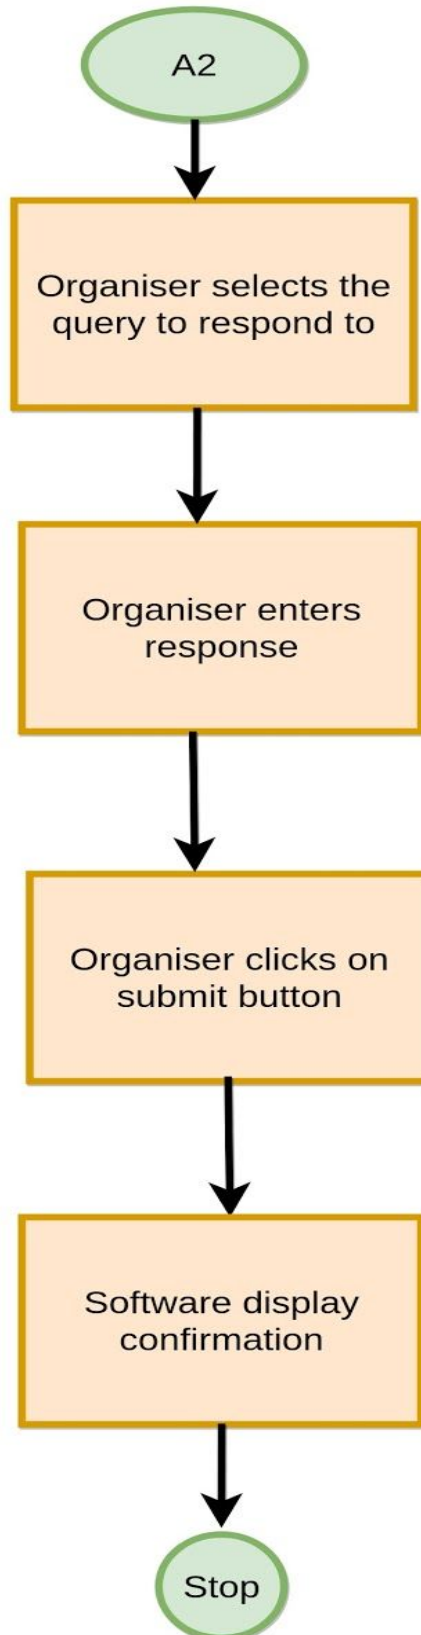 A2
Organiser selects the
query to respond to
Organiser enters
response
Organiser clicks on
submit button
Software display
confirmation
Stop